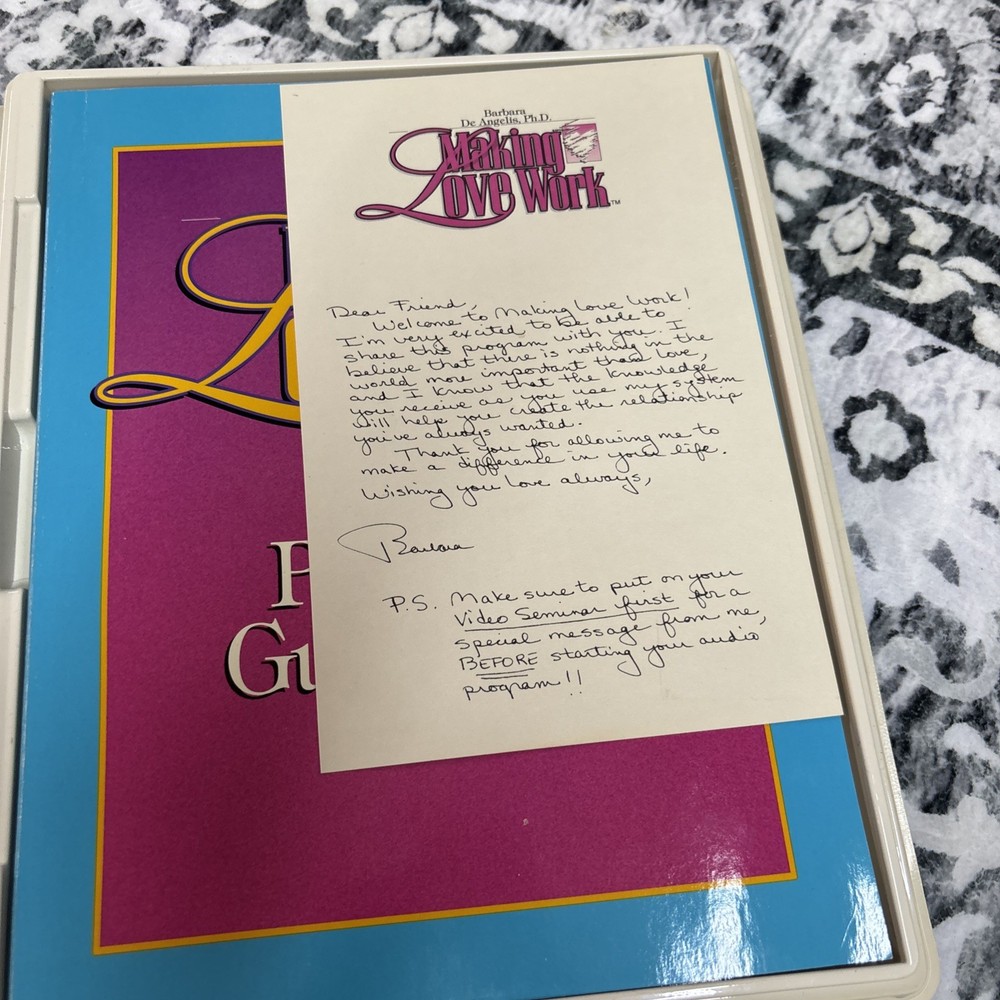 Barbara
De Angelis, Ph.D.
Making
Love Work™
Dear Friend,
Welcome to Making Love Work!
I'm very excited to be able to
share this program with you. I
believe that there is nothing in the
world more important than love,
and I know that the knowledge
you receive as you use my system
will help you create the relationship
you've always wanted.
Thank you for allowing me to
make a difference in your life.
Wishing you love always,
Barbara
P.S. Make sure to put on your
Video Seminar first for a
special message from me,
BEFORE starting your audio
program!!
L
P
Gu